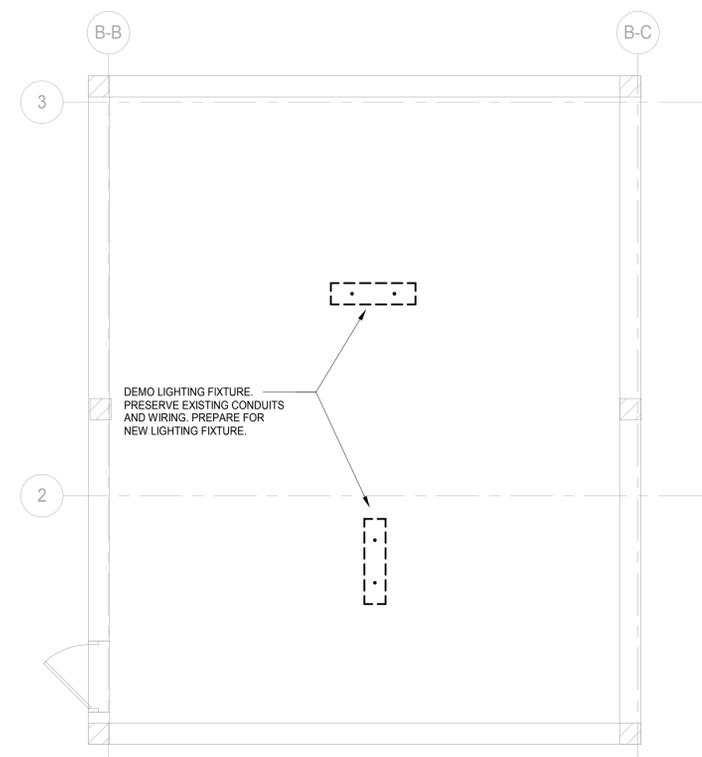 B-B
B-C
3
DEMO LIGHTING FIXTURE.
PRESERVE EXISTING CONDUITS
AND WIRING. PREPARE FOR
NEW LIGHTING FIXTURE.
2